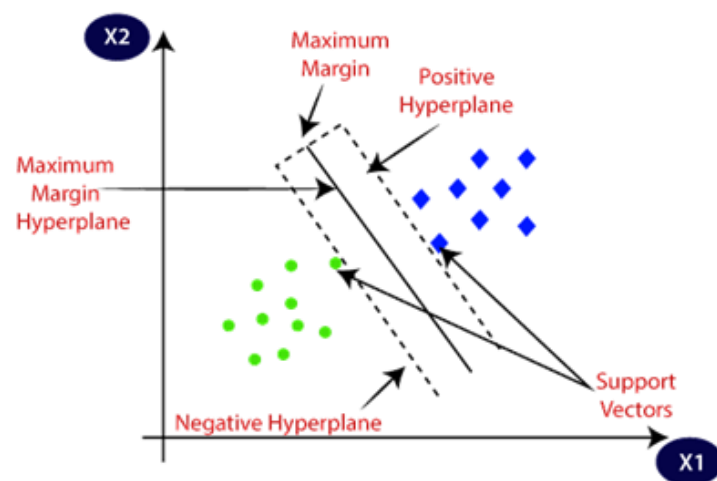 X2
Maximum
Margin
Positive
Hyperplane
Maximum
Margin
Hyperplane
Support
Vectors
Negative Hyperplane
X1